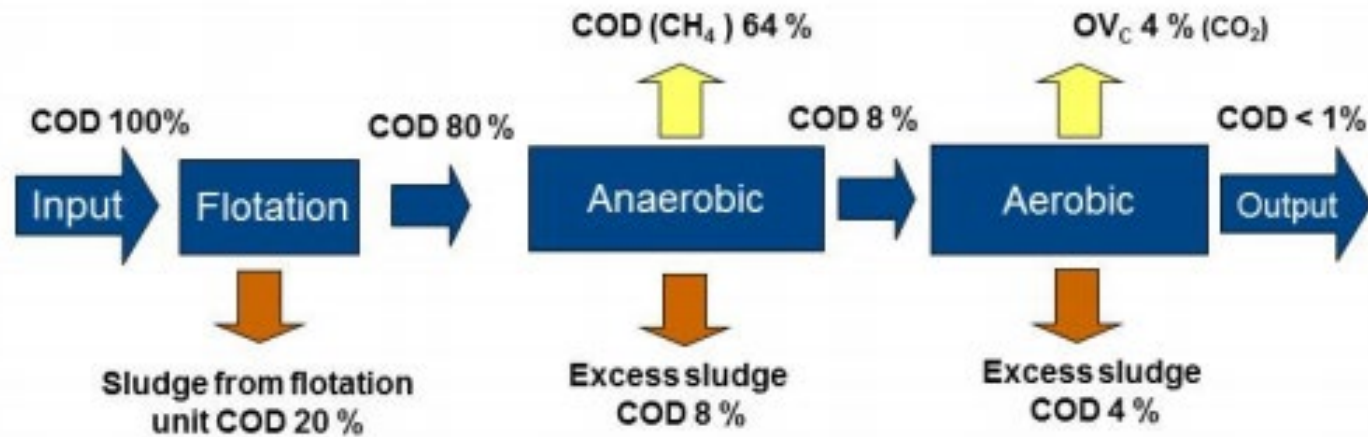 COD (CH₄ ) 64 %
OV_C 4 % (CO₂)
COD 100%
COD 80 %
COD 8 %
COD < 1%
Input
Flotation
Anaerobic
Aerobic
Output
Sludge from flotation
unit COD 20 %
Excess sludge
COD 8 %
Excess sludge
COD 4 %